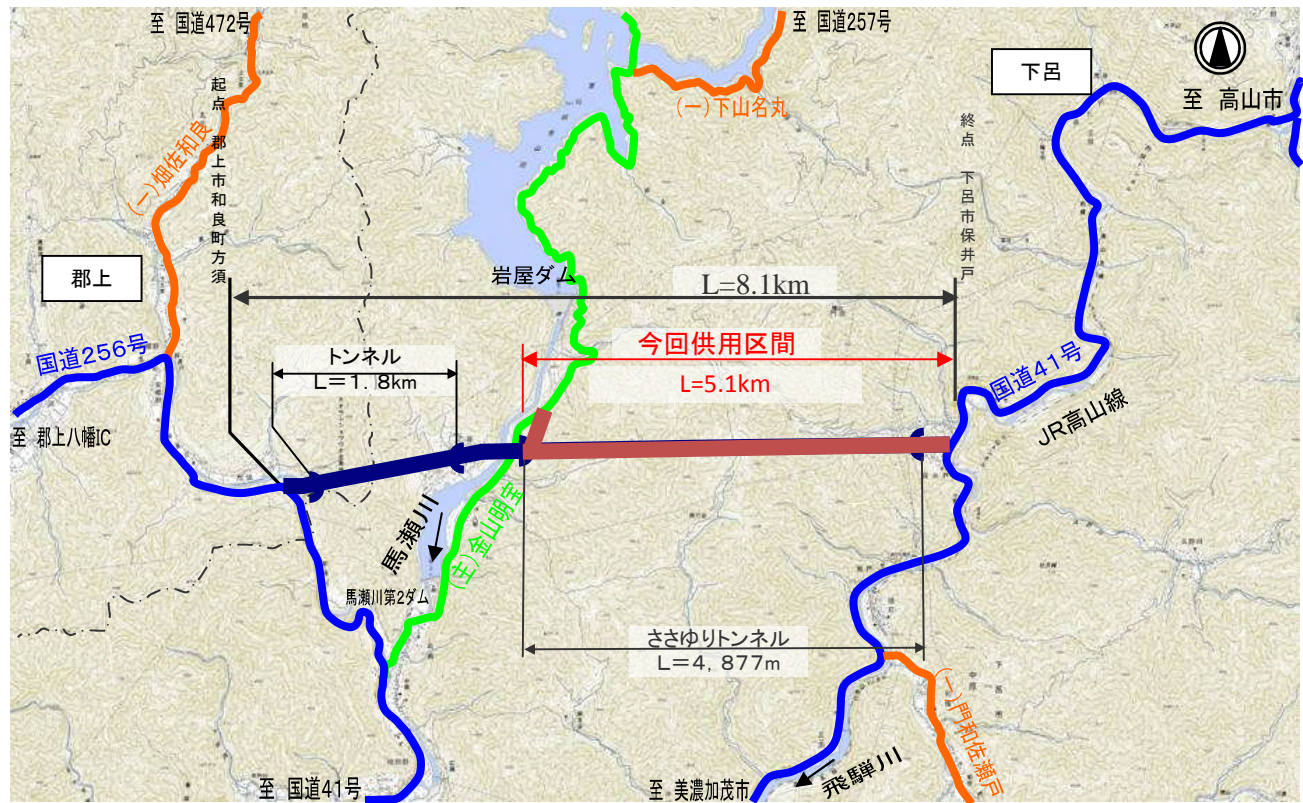 至 国道472号
至 国道257号
下呂
至 高山市
(一)下山名丸
起点 郡上市和良町方須
(一)畑佐和良
終点 下呂市保井戸
郡上
岩屋ダム
L=8.1km
国道256号
トンネル
L=1.8km
今回供用区間
L=5.1km
国道41号
JR高山線
至 郡上八幡IC
馬瀬川
(主)金山明宝
馬瀬川第2ダム
ささゆりトンネル
L=4,877m
(一)門和佐瀬戸
飛騨川
至 国道41号
至 美濃加茂市